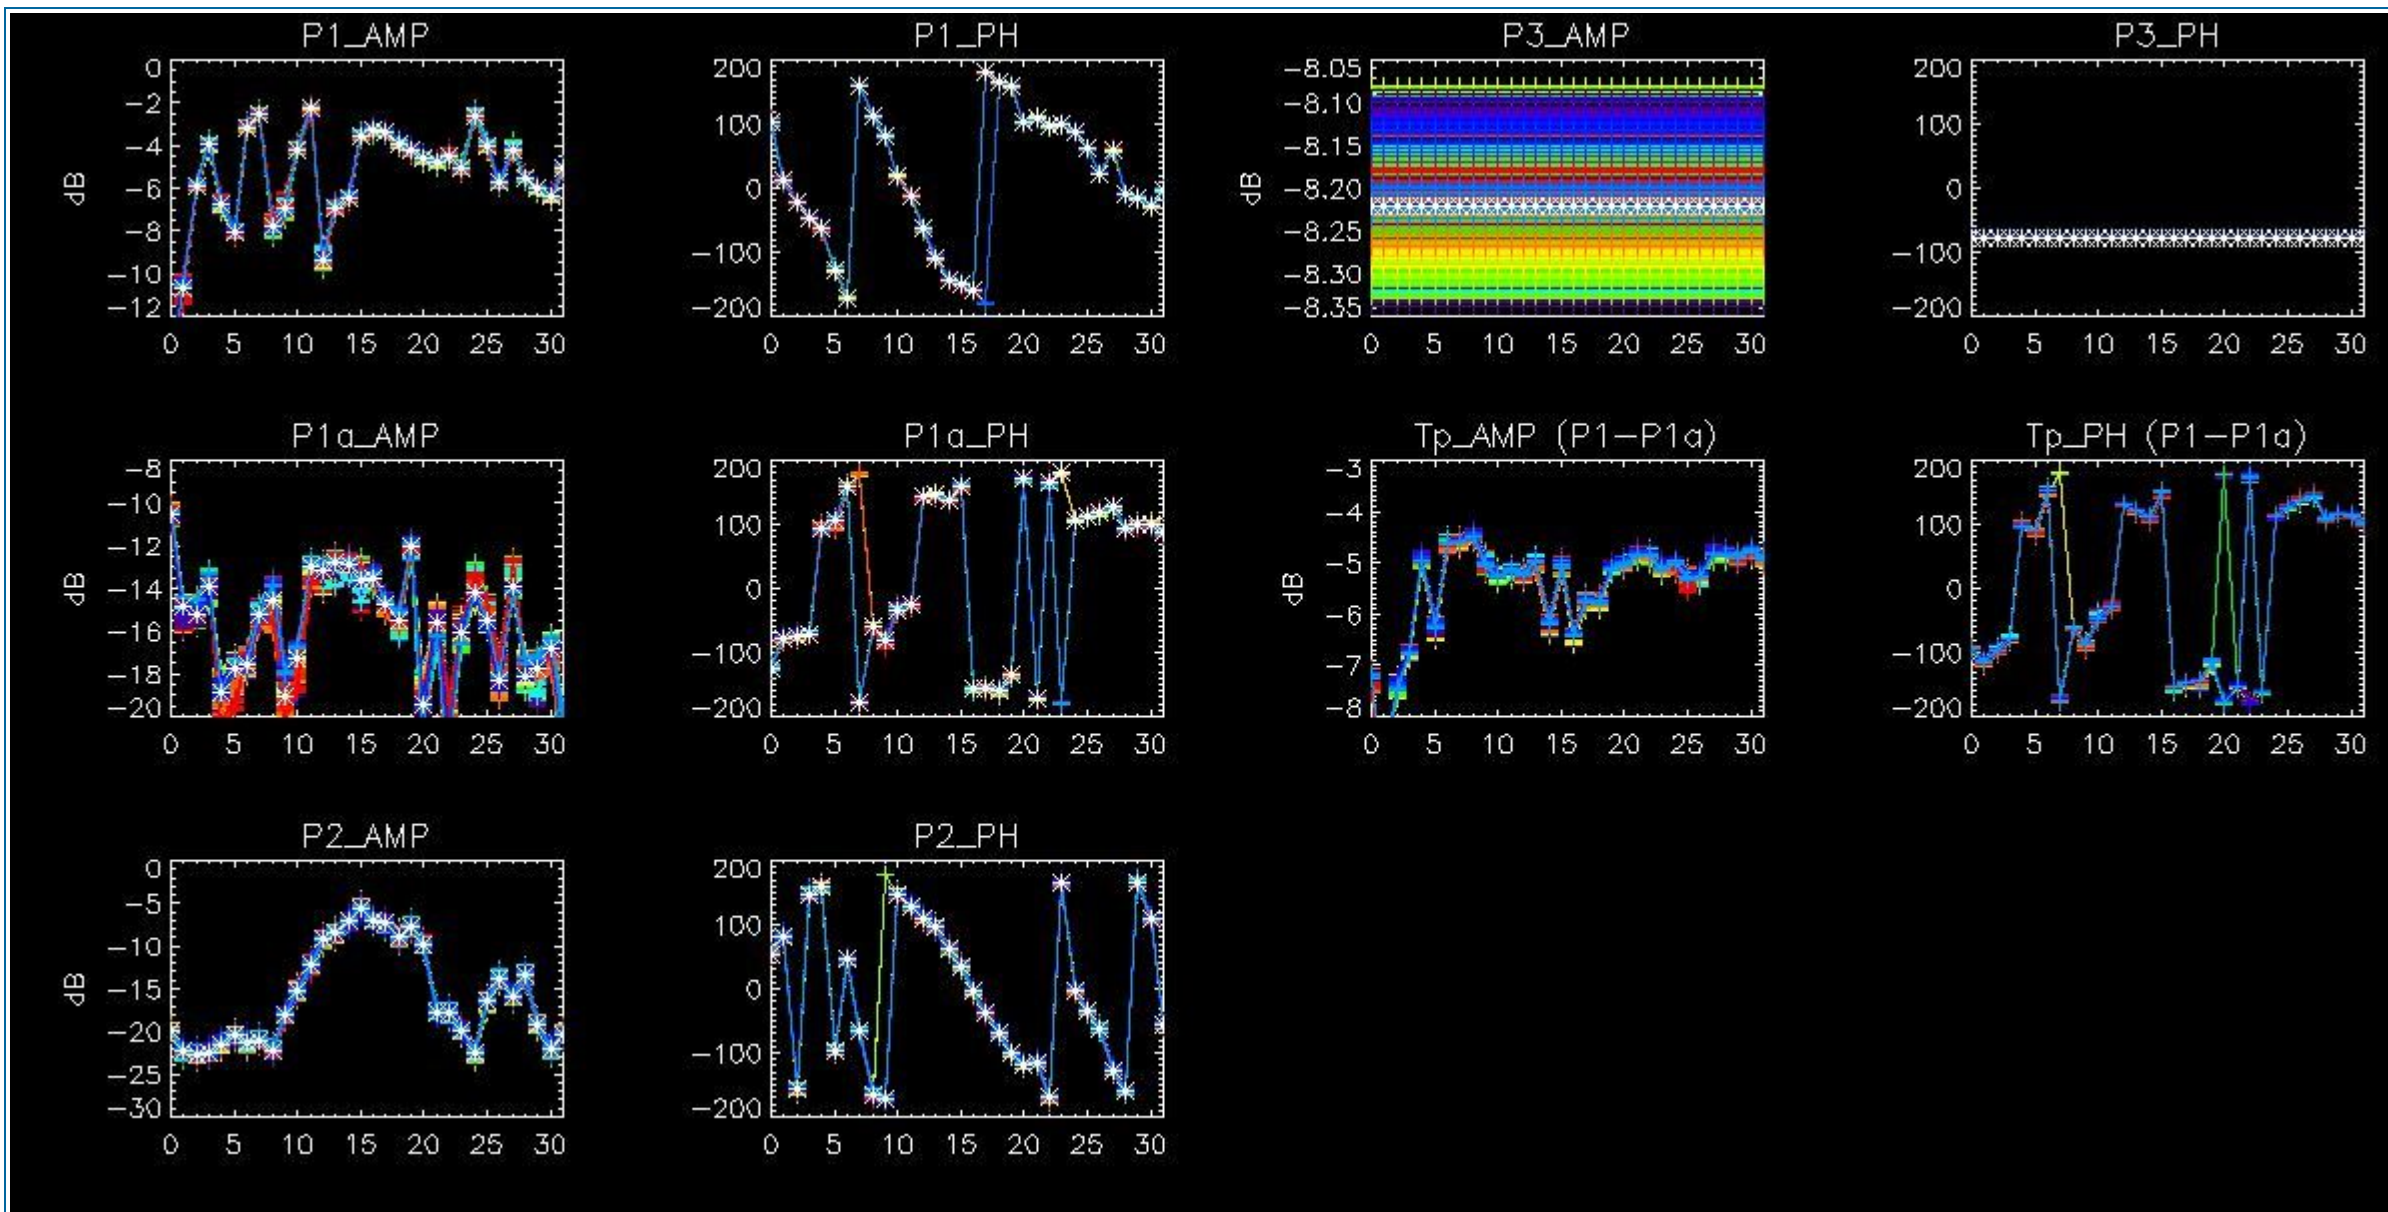 P1_AMP
0
−2
−4
−6
−8
−10
−12
dB
0 5 10 15 20 25 30
P1_PH
200
100
0
−100
−200
0 5 10 15 20 25 30
P3_AMP
−8.05
−8.10
−8.15
−8.20
−8.25
−8.30
−8.35
dB
0 5 10 15 20 25 30
P3_PH
200
100
0
−100
−200
0 5 10 15 20 25 30
P1a_AMP
−8
−10
−12
−14
−16
−18
−20
dB
0 5 10 15 20 25 30
P1a_PH
200
100
0
−100
−200
0 5 10 15 20 25 30
Tp_AMP (P1−P1a)
−3
−4
−5
−6
−7
−8
dB
0 5 10 15 20 25 30
Tp_PH (P1−P1a)
200
100
0
−100
−200
0 5 10 15 20 25 30
P2_AMP
0
−5
−10
−15
−20
−25
−30
dB
0 5 10 15 20 25 30
P2_PH
200
100
0
−100
−200
0 5 10 15 20 25 30